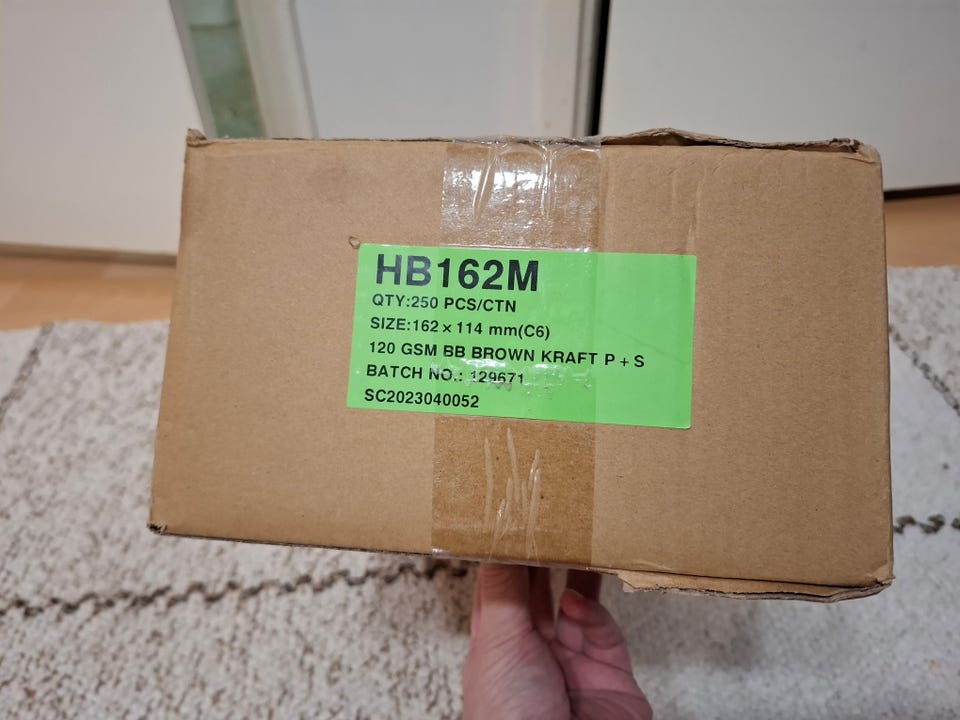 HB162M
QTY:250 PCS/CTN
SIZE:162 x 114 mm(C6)
120 GSM BB BROWN KRAFT P + S
BATCH NO.: 129671
SC2023040052